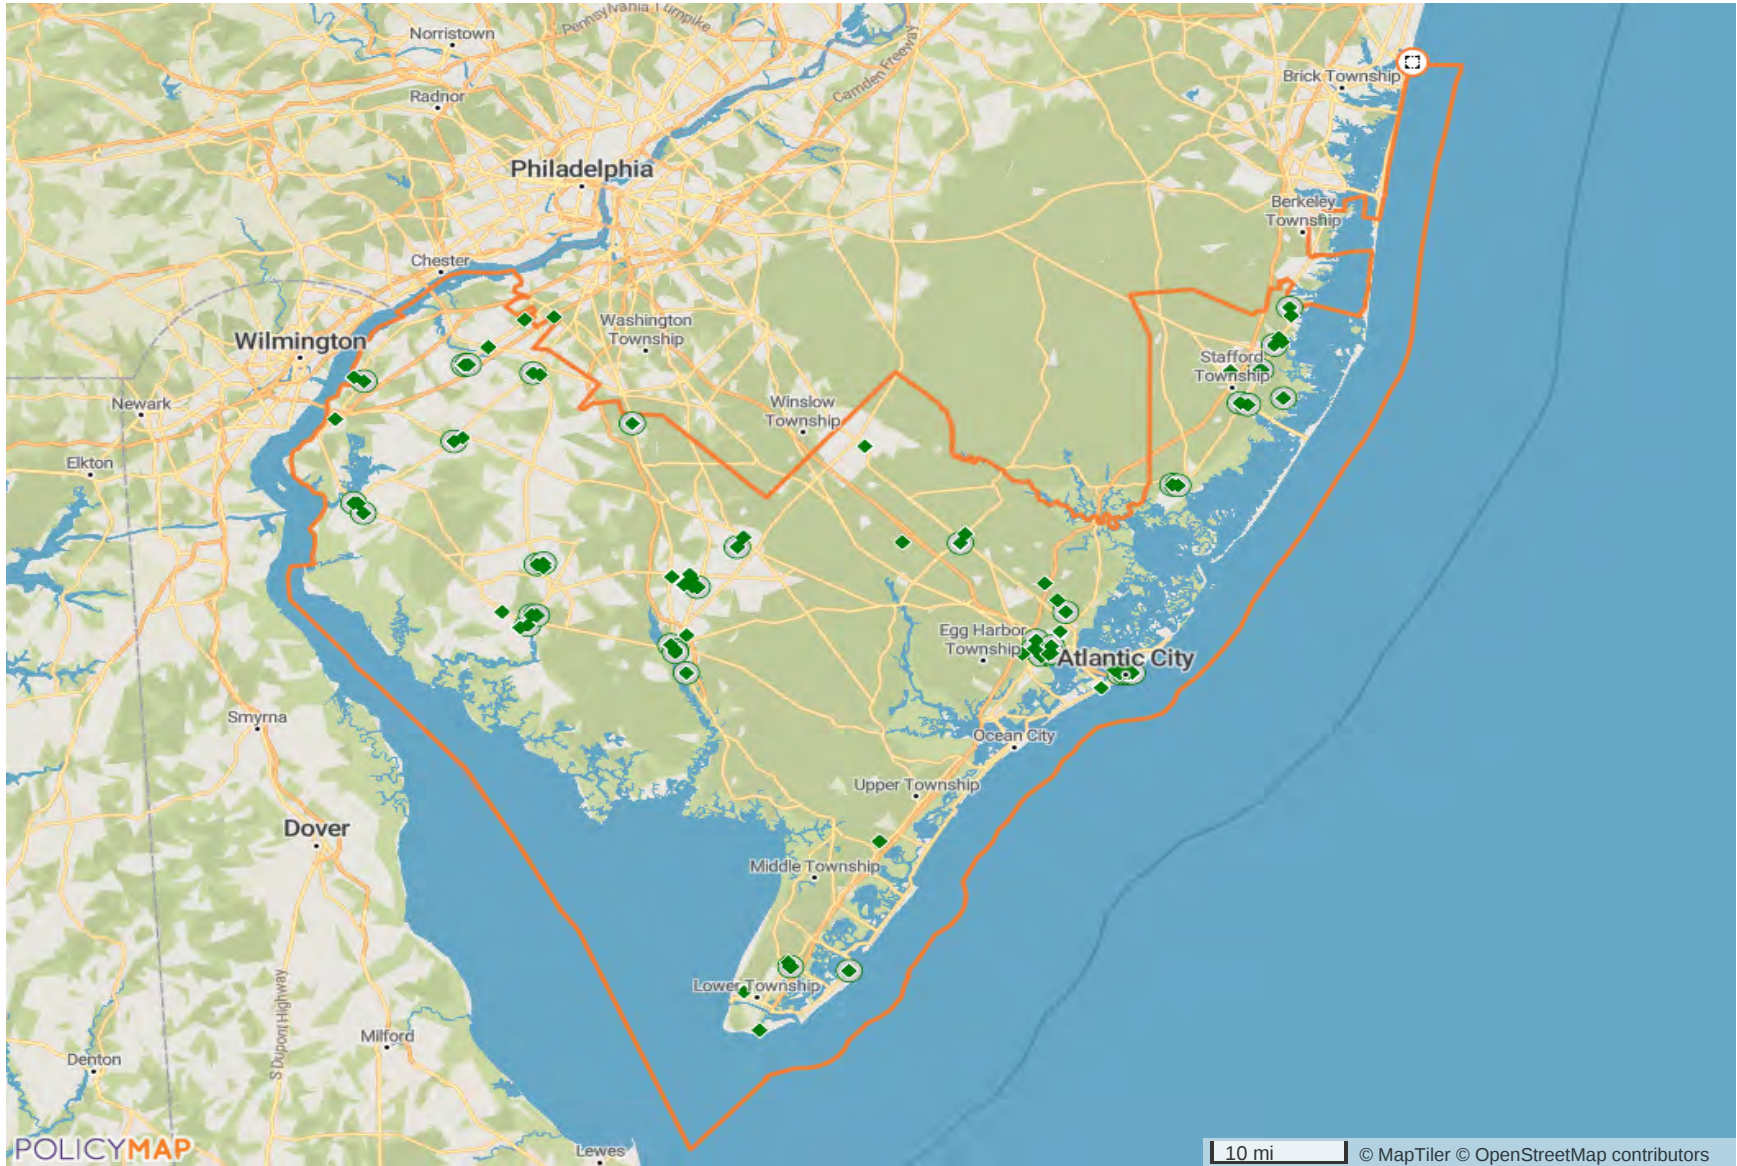 Pennsylvania Turnpike
Norristown
Camden Freeway
Brick Township
Radnor
Philadelphia
Berkeley
Township
Chester
Washington
Township
Wilmington
Stafford
Township
Newark
Winslow
Township
Elkton
Egg Harbor
Township
Atlantic City
Smyrna
Ocean City
Upper Township
Dover
Middle Township
Lower Township
S Dupont Highway
Milford
Denton
Lewes
POLICYMAP
10 mi
© MapTiler © OpenStreetMap contributors